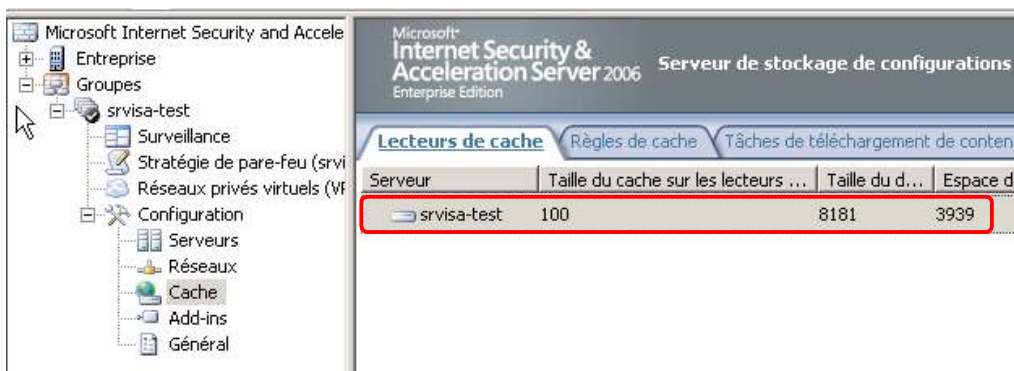 Microsoft Internet Security and Accele
Entreprise
Groupes
srvisa-test
Surveillance
Stratégie de pare-feu (srvi
Réseaux privés virtuels (VF
Configuration
Serveurs
Réseaux
Cache
Add-ins
Général
Microsoft
Internet Security &
Acceleration Server 2006
Enterprise Edition
Serveur de stockage de configurations
Lecteurs de cache Règles de cache Tâches de téléchargement de conten
Serveur Taille du cache sur les lecteurs ... Taille du d... Espace d
srvisa-test 100 8181 3939